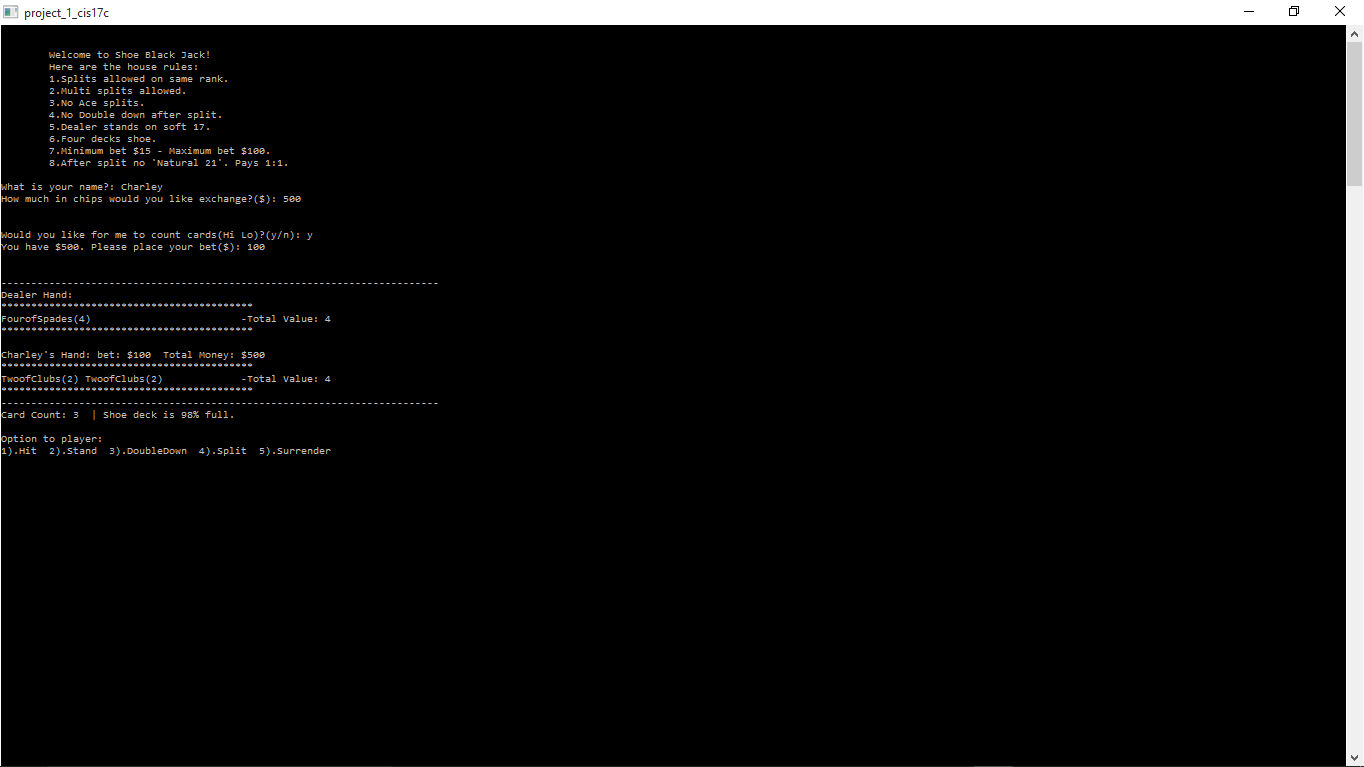 project_1_cis17c
Welcome to Shoe Black Jack!
Here are the house rules:
1.Splits allowed on same rank.
2.Multi splits allowed.
3.No Ace splits.
4.No Double down after split.
5.Dealer stands on soft 17.
6.Four decks shoe.
7.Minimum bet $15 - Maximum bet $100.
8.After split no 'Natural 21'. Pays 1:1.
What is your name?: Charley
How much in chips would you like exchange?($): 500
Would you like for me to count cards(Hi Lo)?(y/n): y
You have $500. Please place your bet($): 100
-------------------------------------------------------------------------
Dealer Hand:
******************************************
FourofSpades(4) -Total Value: 4
******************************************
Charley's Hand: bet: $100  Total Money: $500
******************************************
TwoofClubs(2) TwoofClubs(2) -Total Value: 4
******************************************
-------------------------------------------------------------------------
Card Count: 3  | Shoe deck is 98% full.
Option to player:
1).Hit  2).Stand  3).DoubleDown  4).Split  5).Surrender